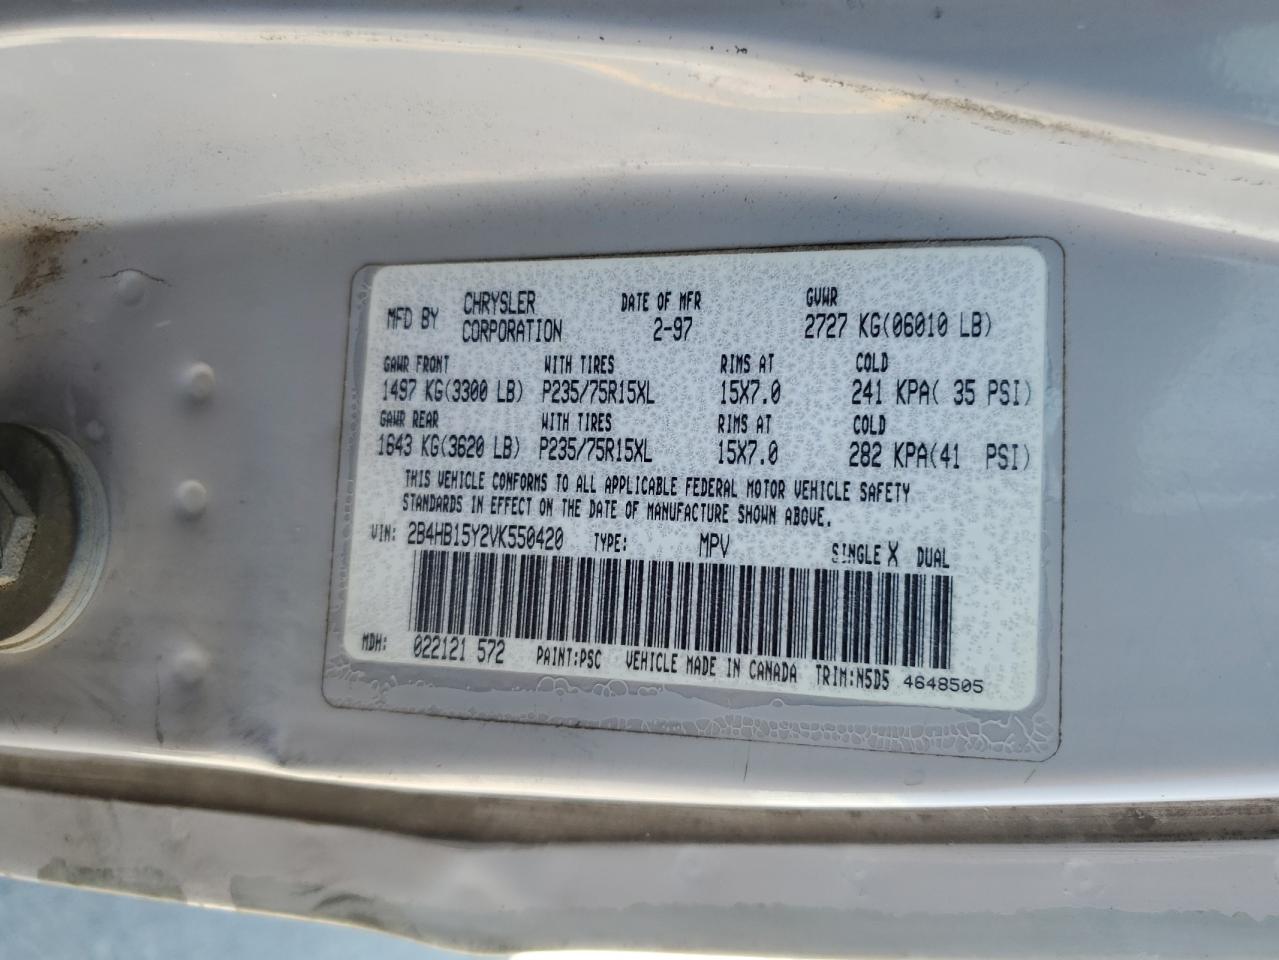 MFD BY CHRYSLER CORPORATION DATE OF MFR 2-97 GVWR 2727 KG(06010 LB)
GAWR FRONT WITH TIRES RIMS AT COLD
1497 KG(3300 LB) P235/75R15XL 15X7.0 241 KPA( 35 PSI)
GAWR REAR WITH TIRES RIMS AT COLD
1643 KG(3620 LB) P235/75R15XL 15X7.0 282 KPA(41 PSI)
THIS VEHICLE CONFORMS TO ALL APPLICABLE FEDERAL MOTOR VEHICLE SAFETY
STANDARDS IN EFFECT ON THE DATE OF MANUFACTURE SHOWN ABOVE.
VIN: 2B4HB15Y2VK550420 TYPE: MPV SINGLE X DUAL
MDH: 022121 572 PAINT:PSC VEHICLE MADE IN CANADA TRIM:N5D5 4648505